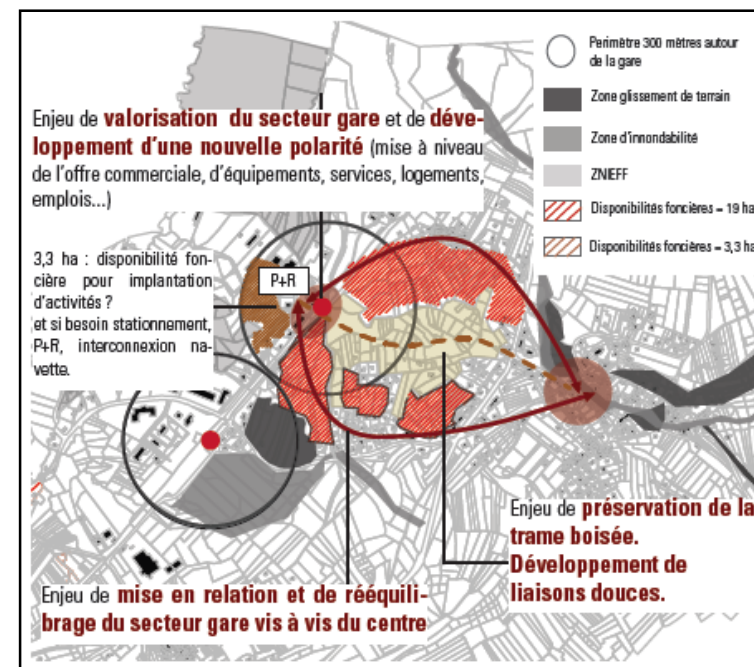 Enjeu de valorisation du secteur gare et de déve-
loppement d'une nouvelle polarité (mise à niveau
de l'offre commerciale, d'équipements, services, logements,
emplois...)
Perimètre 300 mètres autour
de la gare
Zone glissement de terrain
Zone d'innondabilité
ZNIEFF
Disponibilités foncières = 19 ha
Disponibilités foncières = 3,3 ha
3,3 ha : disponibilité fon-
cière pour implantation
d'activités ?
et si besoin stationnement,
P+R, interconnexion na-
vette.
P+R
Enjeu de préservation de la
trame boisée.
Développement de
liaisons douces.
Enjeu de mise en relation et de rééquili-
brage du secteur gare vis à vis du centre